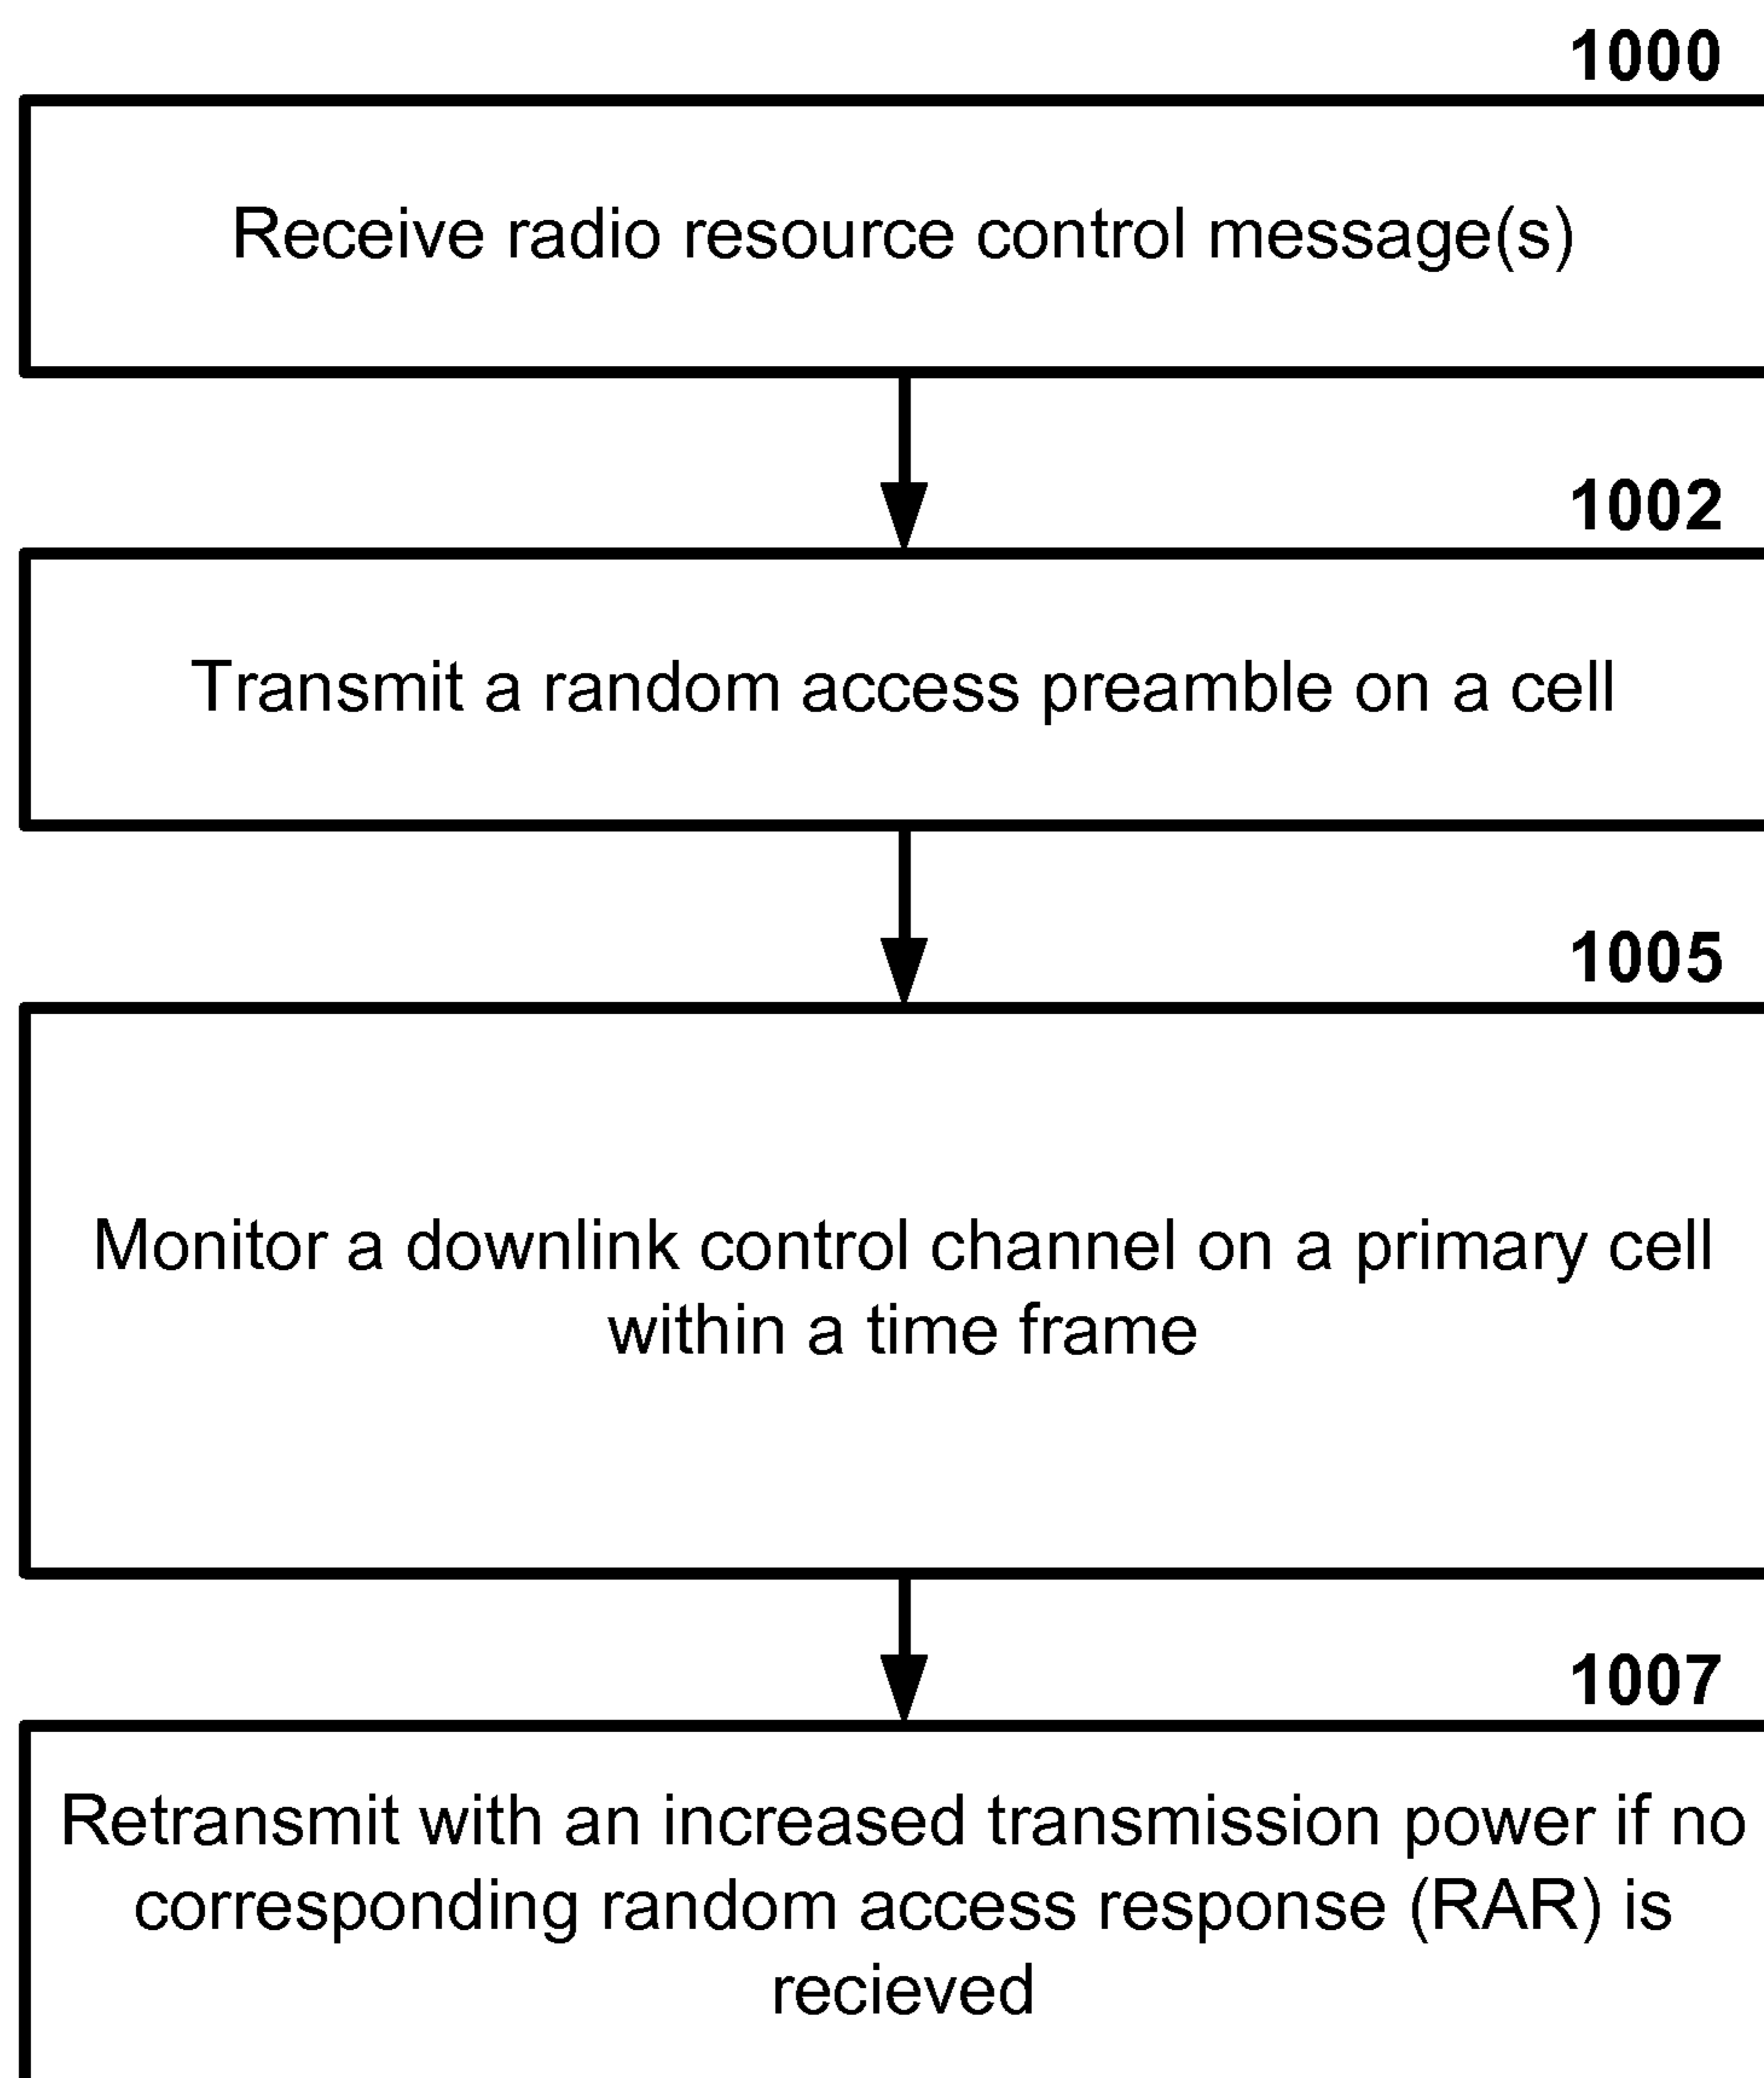 1000
Receive radio resource control message(s)
1002
Transmit a random access preamble on a cell
1005
Monitor a downlink control channel on a primary cell
within a time frame
1007
Retransmit with an increased transmission power if no
corresponding random access response (RAR) is
recieved